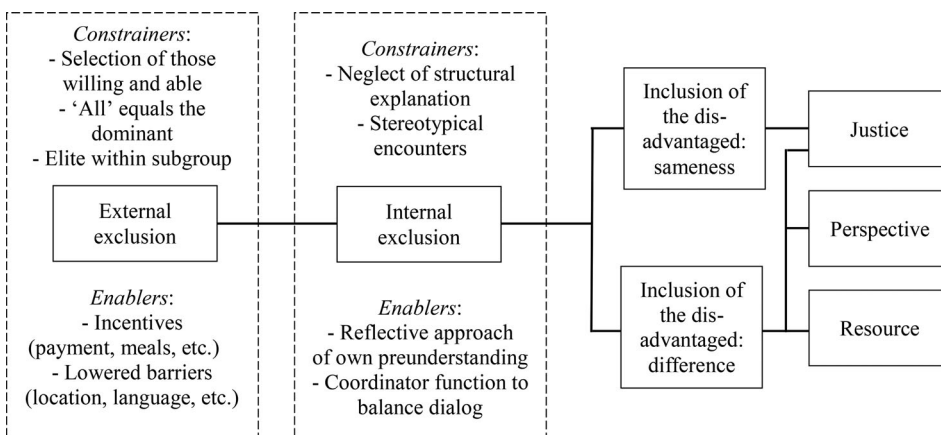 Constrainers:
- Selection of those
willing and able
- ‘All’ equals the
dominant
- Elite within subgroup
External
exclusion
Enablers:
- Incentives
(payment, meals, etc.)
- Lowered barriers
(location, language, etc.)
Constrainers:
- Neglect of structural
explanation
- Stereotypical
encounters
Internal
exclusion
Enablers:
- Reflective approach
of own preunderstanding
- Coordinator function to
balance dialog
Inclusion of
the dis-
advantaged:
sameness
Inclusion of
the dis-
advantaged:
difference
Justice
Perspective
Resource